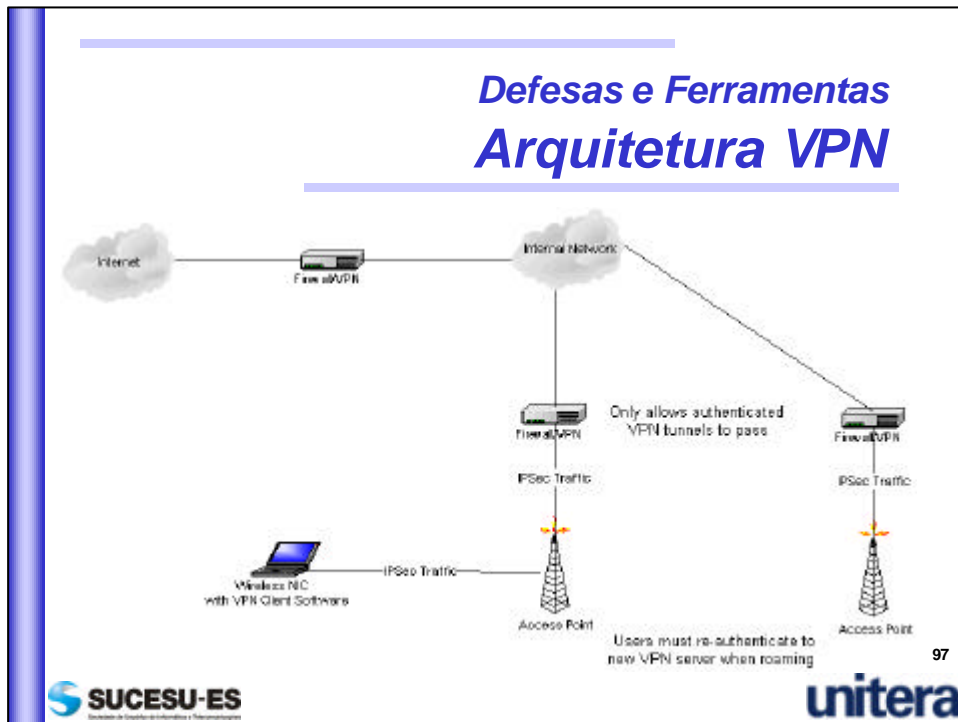 Defesas e Ferramentas
Arquitetura VPN
Internet
Firewall/VPN
Internal Network
Firewall/VPN
Only allows authenticated
VPN tunnels to pass
Firewall/VPN
IPSec Traffic
IPSec Traffic
Wireless NIC
with VPN Client Software
IPSec Traffic
Access Point
Access Point
Users must re-authenticate to
new VPN server when roaming
97
SUCESU-ES
unitera